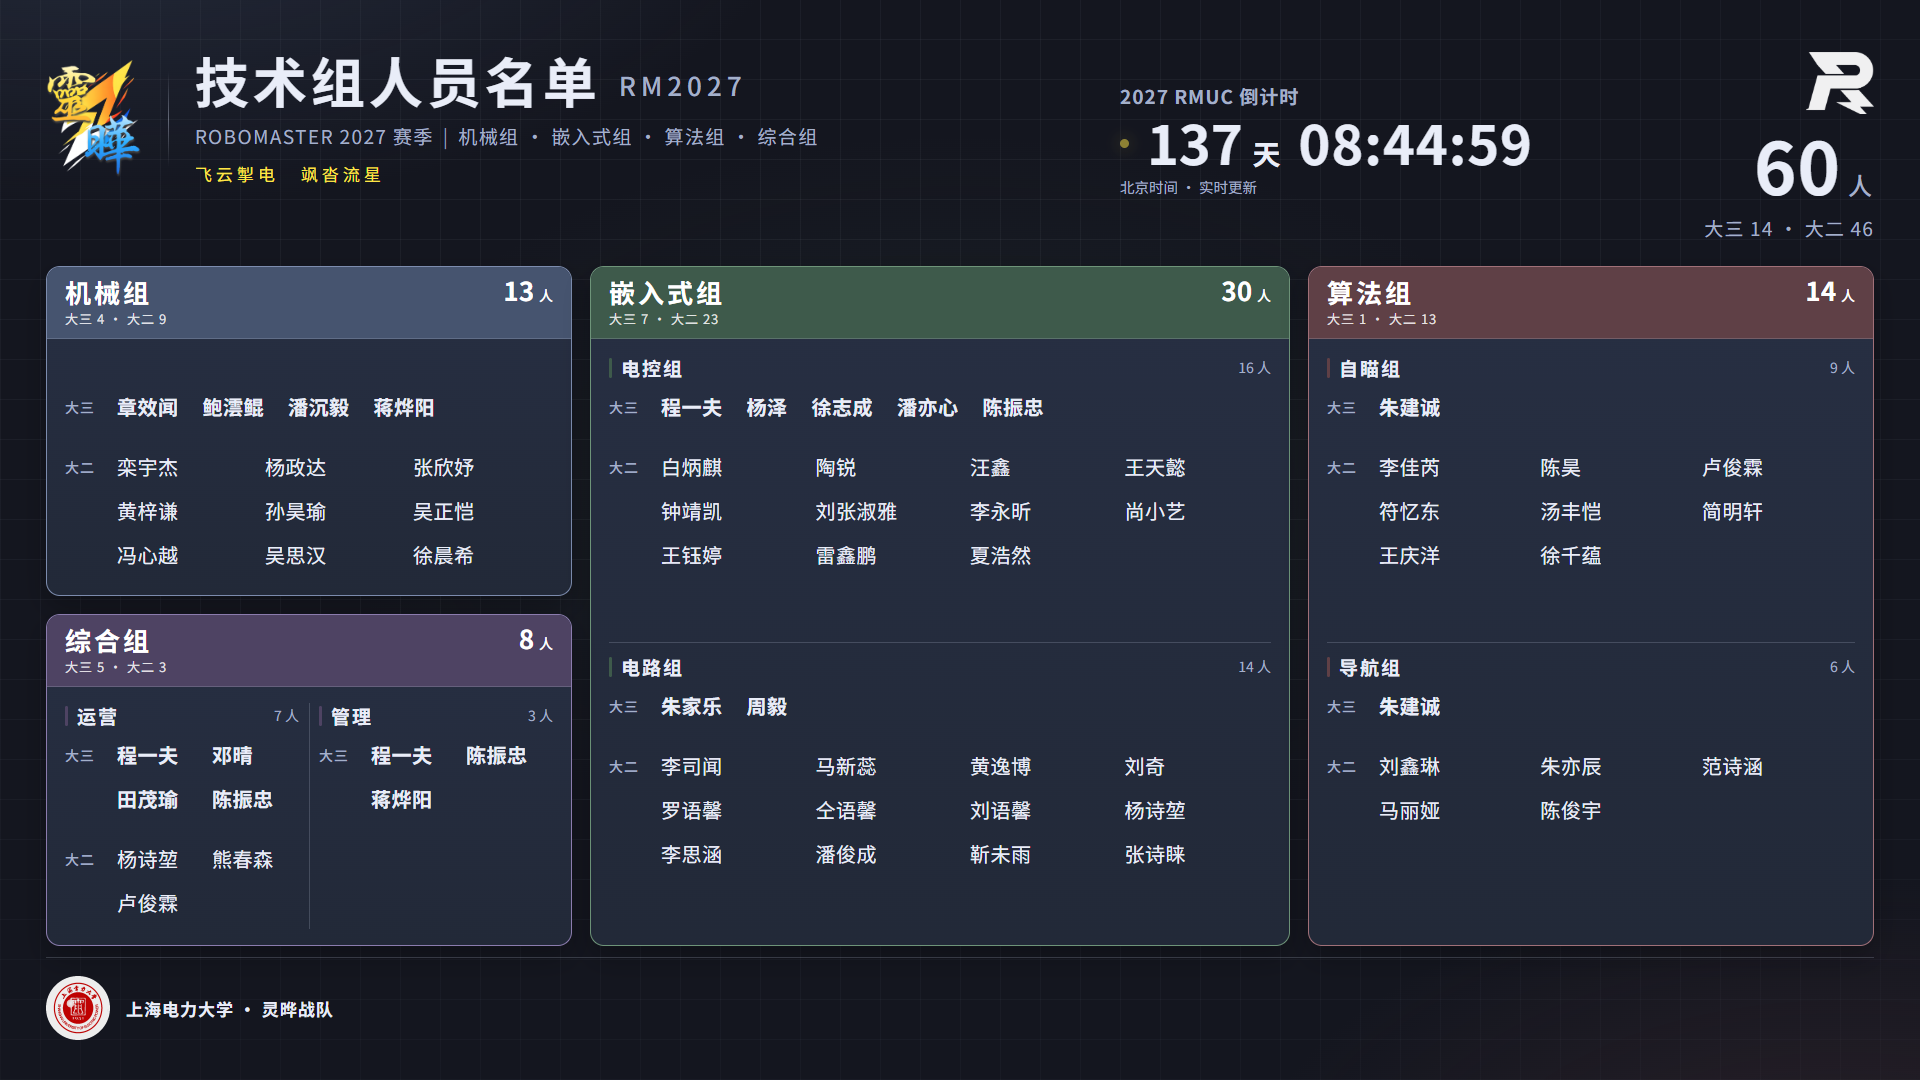 靈晔
技术组人员名单 RM2027
ROBOMASTER 2027 赛季 | 机械组 • 嵌入式组 • 算法组 • 综合组
飞云掣电 飒沓流星
2027 RMUC 倒计时
137 天 08:44:59
北京时间 • 实时更新
60 人
大三 14 • 大二 46
机械组 13 人
大三 4 • 大二 9
大三 章效闻 鲍澐鲲 潘沉毅 蒋烨阳
大二 栾宇杰 杨政达 张欣妤
黄梓谦 孙昊瑜 吴正恺
冯心越 吴思汉 徐晨希
综合组 8 人
大三 5 • 大二 3
运营 7 人
大三 程一夫 邓晴
田茂瑜 陈振忠
大二 杨诗堃 熊春森
卢俊霖
管理 3 人
大三 程一夫 陈振忠
蒋烨阳
嵌入式组 30 人
大三 7 • 大二 23
电控组 16 人
大三 程一夫 杨泽 徐志成 潘亦心 陈振忠
大二 白炳麒 陶锐 汪鑫 王天懿
钟靖凯 刘张淑雅 李永昕 尚小艺
王钰婷 雷鑫鹏 夏浩然
电路组 14 人
大三 朱家乐 周毅
大二 李司闻 马新蕊 黄逸博 刘奇
罗语馨 仝语馨 刘语馨 杨诗堃
李思涵 潘俊成 靳未雨 张诗睐
算法组 14 人
大三 1 • 大二 13
自瞄组 9 人
大三 朱建诚
大二 李佳芮 陈昊 卢俊霖
符忆东 汤丰恺 简明轩
王庆洋 徐千蕴
导航组 6 人
大三 朱建诚
大二 刘鑫琳 朱亦辰 范诗涵
马丽娅 陈俊宇
上海电力大学 • 灵晔战队